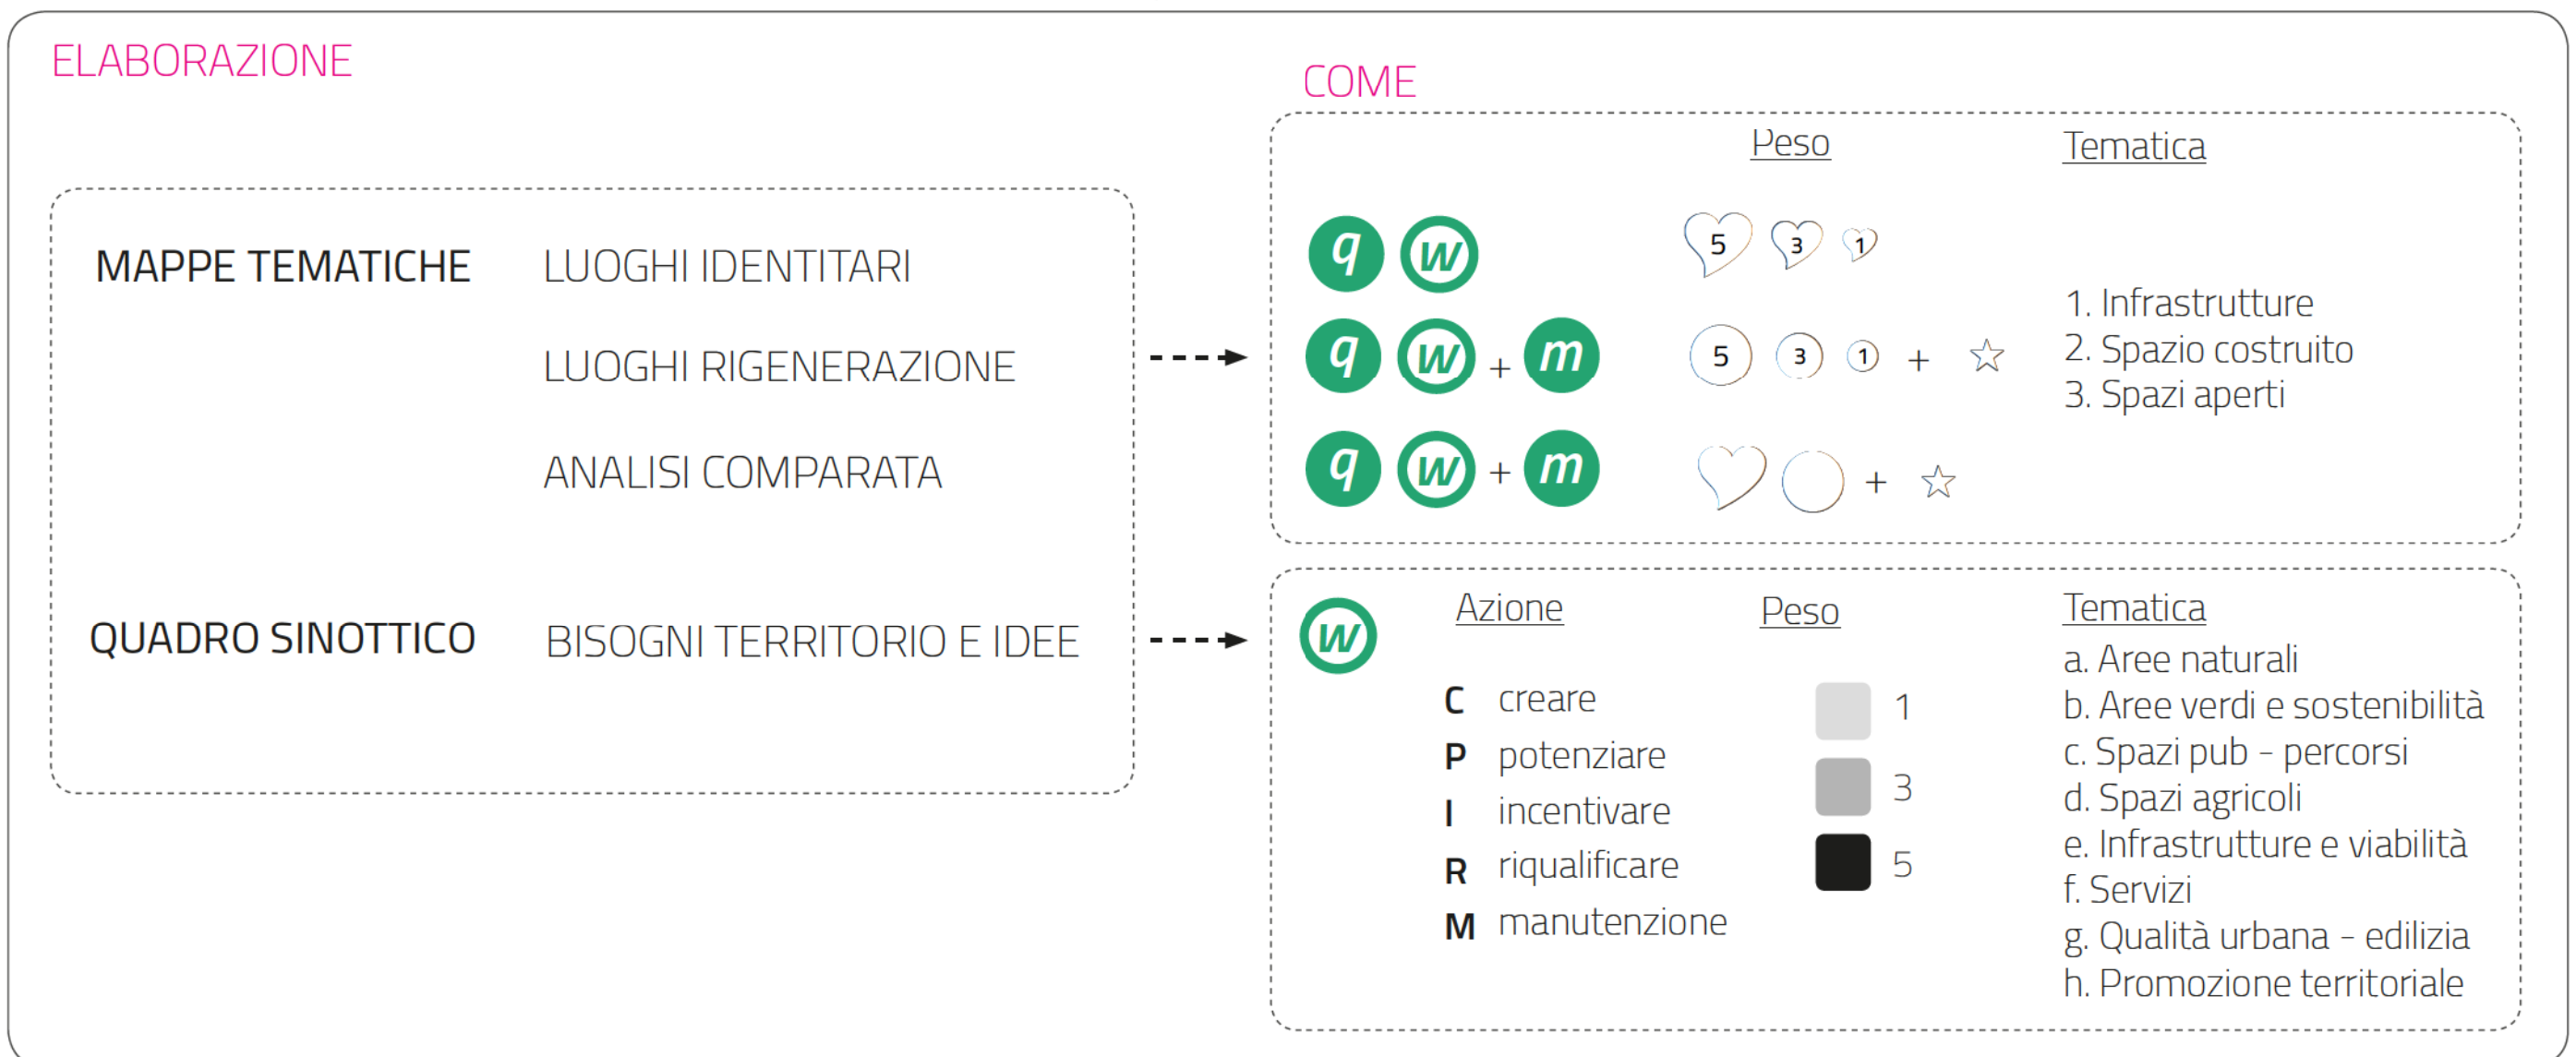 ELABORAZIONE
MAPPE TEMATICHE LUOGHI IDENTITARI
LUOGHI RIGENERAZIONE
ANALISI COMPARATA
QUADRO SINOTTICO BISOGNI TERRITORIO E IDEE
COME
Peso Tematica
q w 5 3 1
q w + m 5 3 1 +
q w + m +
1. Infrastrutture
2. Spazio costruito
3. Spazi aperti
w Azione Peso Tematica
C creare
P potenziare
I incentivare
R riqualificare
M manutenzione
1
3
5
a. Aree naturali
b. Aree verdi e sostenibilità
c. Spazi pub - percorsi
d. Spazi agricoli
e. Infrastrutture e viabilità
f. Servizi
g. Qualità urbana - edilizia
h. Promozione territoriale